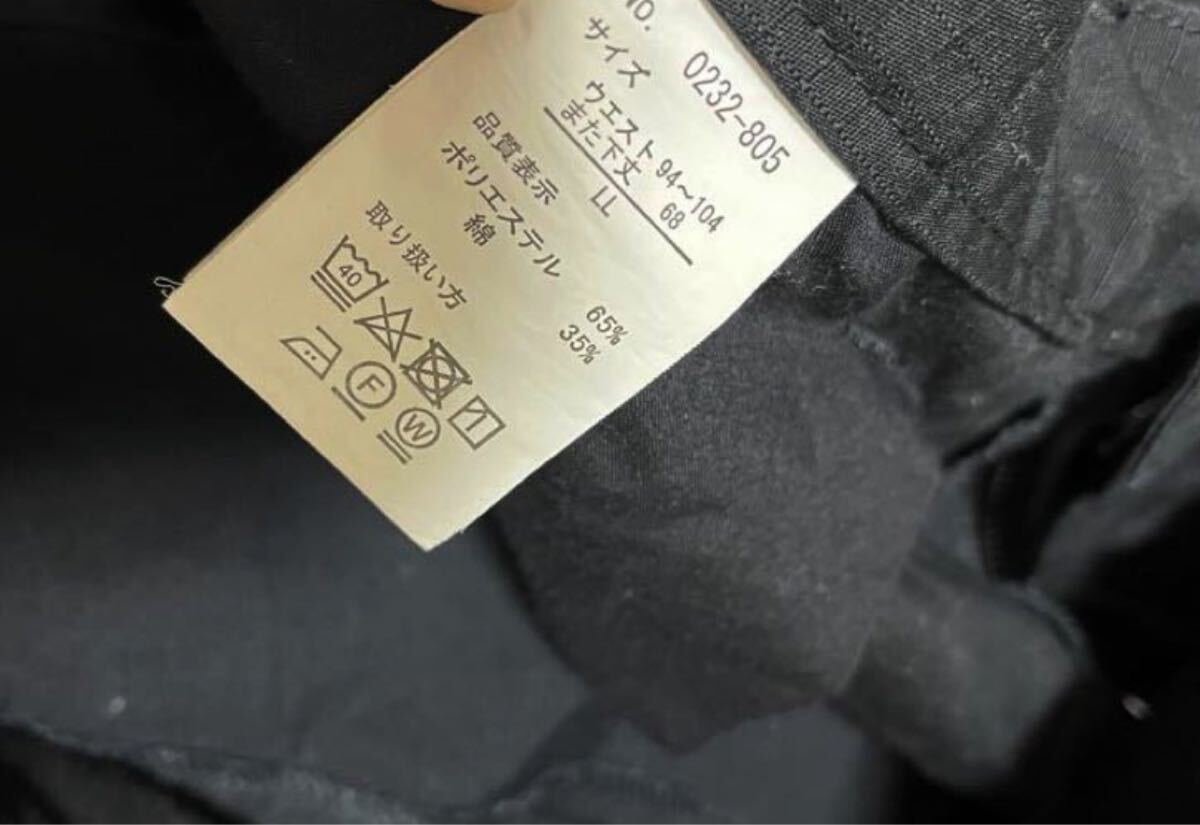 No. 0232-805
サイズ
ウエスト 94～104
また下丈 68
LL
品質表示
ポリエステル 65%
綿 35%
取り扱い方
40
F W